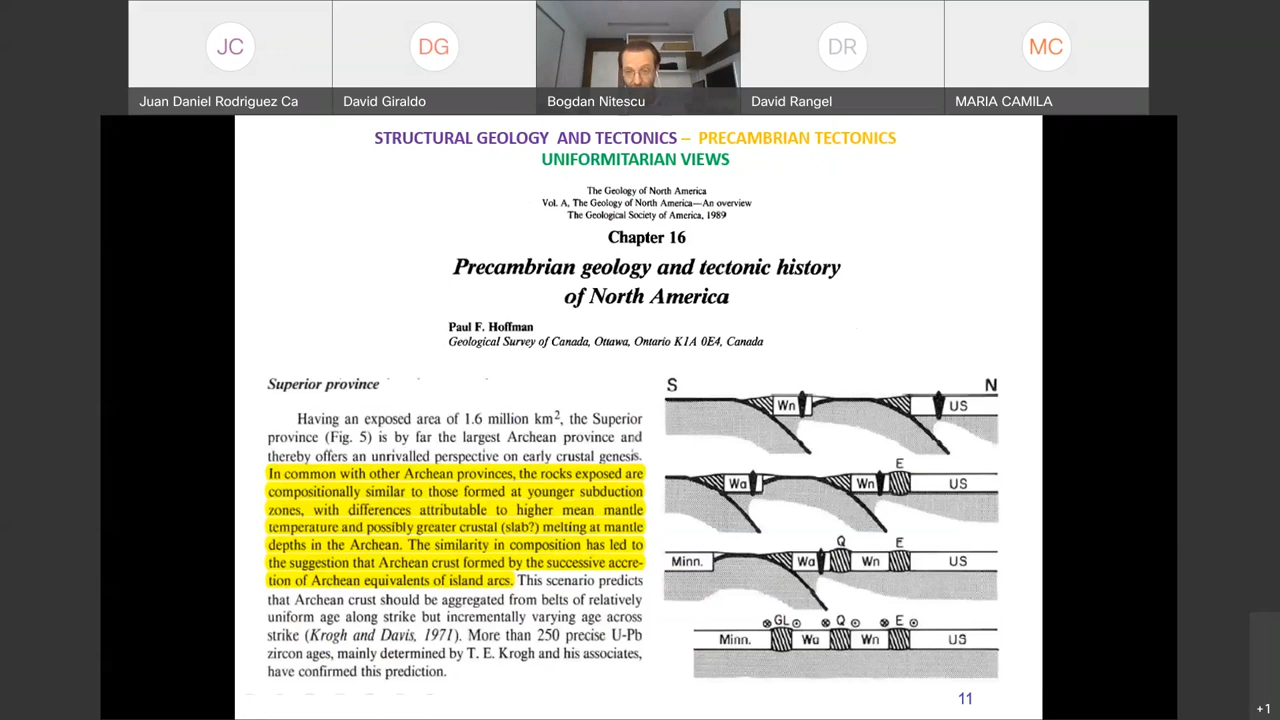 JC
DG
DR
MC
Juan Daniel Rodriguez Ca
David Giraldo
Bogdan Nitescu
David Rangel
MARIA CAMILA
STRUCTURAL GEOLOGY AND TECTONICS – PRECAMBRIAN TECTONICS
UNIFORMITARIAN VIEWS
The Geology of North America
Vol. A, The Geology of North America—An overview
The Geological Society of America, 1989
Chapter 16
Precambrian geology and tectonic history
of North America
Paul F. Hoffman
Geological Survey of Canada, Ottawa, Ontario K1A 0E4, Canada
Superior province
Having an exposed area of 1.6 million km², the Superior
province (Fig. 5) is by far the largest Archean province and
thereby offers an unrivalled perspective on early crustal genesis.
In common with other Archean provinces, the rocks exposed are
compositionally similar to those formed at younger subduction
zones, with differences attributable to higher mean mantle
temperature and possibly greater crustal (slab?) melting at mantle
depths in the Archean. The similarity in composition has led to
the suggestion that Archean crust formed by the successive accre-
tion of Archean equivalents of island arcs. This scenario predicts
that Archean crust should be aggregated from belts of relatively
uniform age along strike but incrementally varying age across
strike (Krogh and Davis, 1971). More than 250 precise U-Pb
zircon ages, mainly determined by T. E. Krogh and his associates,
have confirmed this prediction.
S N
Wn US
E
Wa Wn US
Q E
Minn. Wa Wn US
GL Q E
Minn. Wa Wn US
11
+1